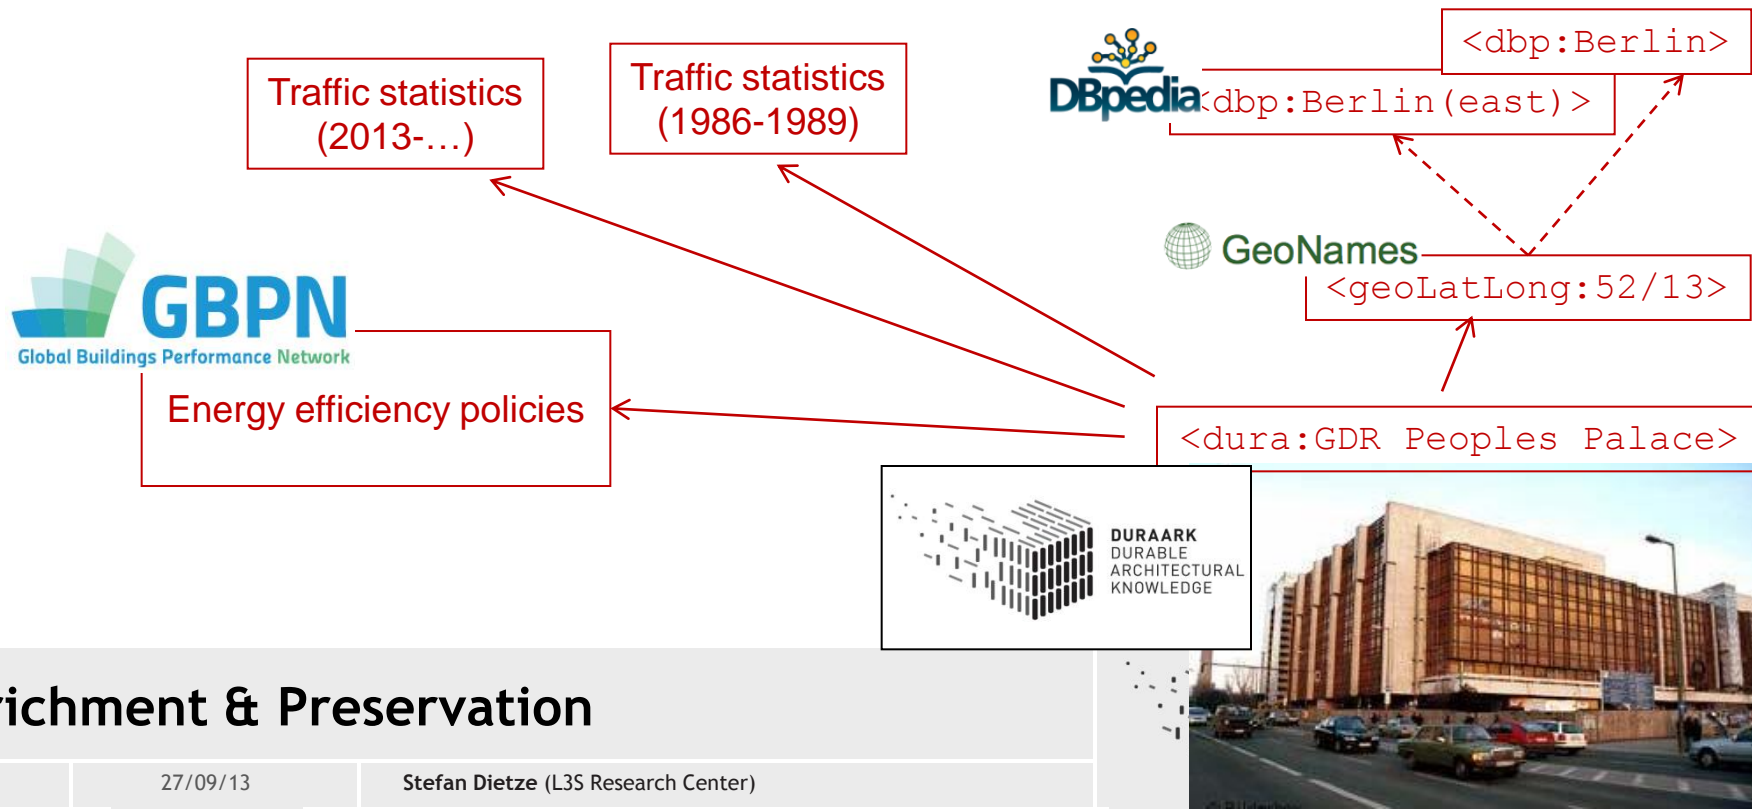 <dbp:Berlin>
Traffic statistics
(2013-…)
Traffic statistics
(1986-1989)
DBpedia
<dbp:Berlin(east)>
GeoNames
<geoLatLong:52/13>
GBPN
Global Buildings Performance Network
Energy efficiency policies
<dura:GDR Peoples Palace>
DURAARK
DURABLE
ARCHITECTURAL
KNOWLEDGE
richment & Preservation
27/09/13
Stefan Dietze (L3S Research Center)